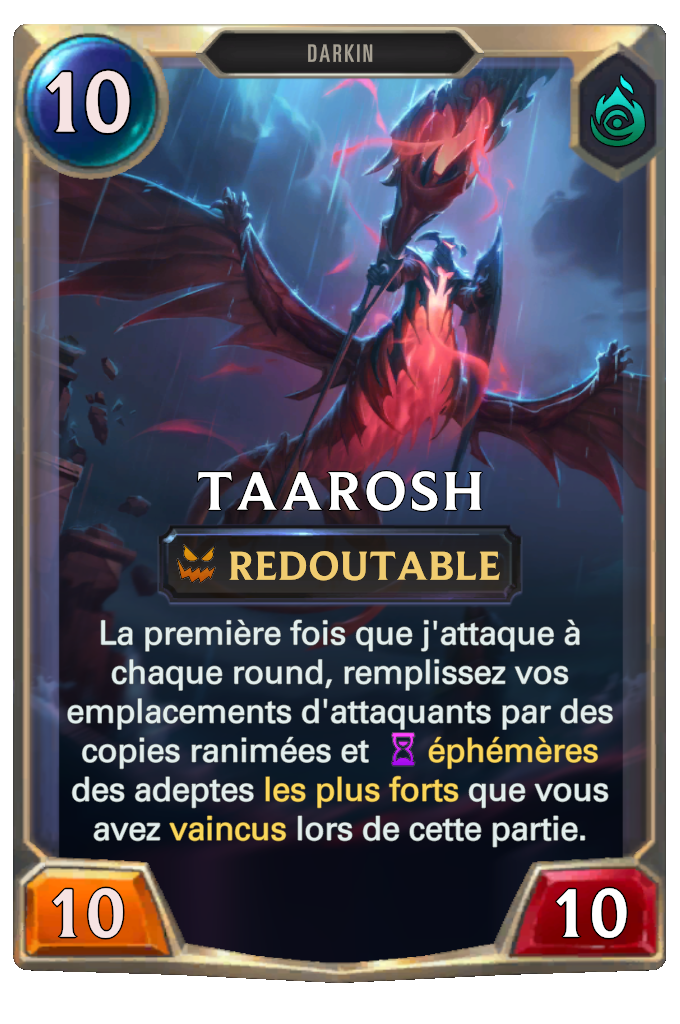 DARKIN
10
TAAROSH
REDOUTABLE
La première fois que j'attaque à
chaque round, remplissez vos
emplacements d'attaquants par des
copies ranimées et éphémères
des adeptes les plus forts que vous
avez vaincus lors de cette partie.
10
10